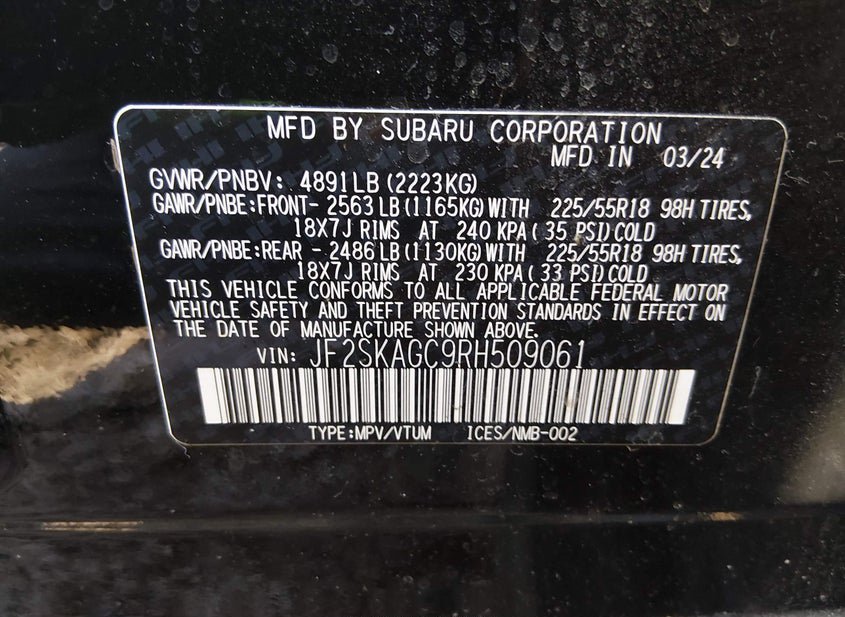 MFD BY SUBARU CORPORATION
MFD IN 03/24
GVWR/PNBV: 4891LB (2223KG)
GAWR/PNBE:FRONT- 2563LB(1165KG)WITH 225/55R18 98H TIRES,
18X7J RIMS AT 240 KPA( 35 PSI)COLD
GAWR/PNBE:REAR - 2486LB(1130KG)WITH 225/55R18 98H TIRES,
18X7J RIMS AT 230 KPA( 33 PSI)COLD
THIS VEHICLE CONFORMS TO ALL APPLICABLE FEDERAL MOTOR
VEHICLE SAFETY AND THEFT PREVENTION STANDARDS IN EFFECT ON
THE DATE OF MANUFACTURE SHOWN ABOVE.
VIN: JF2SKAGC9RH509061
TYPE:MPV/VTUM ICES/NMB-002